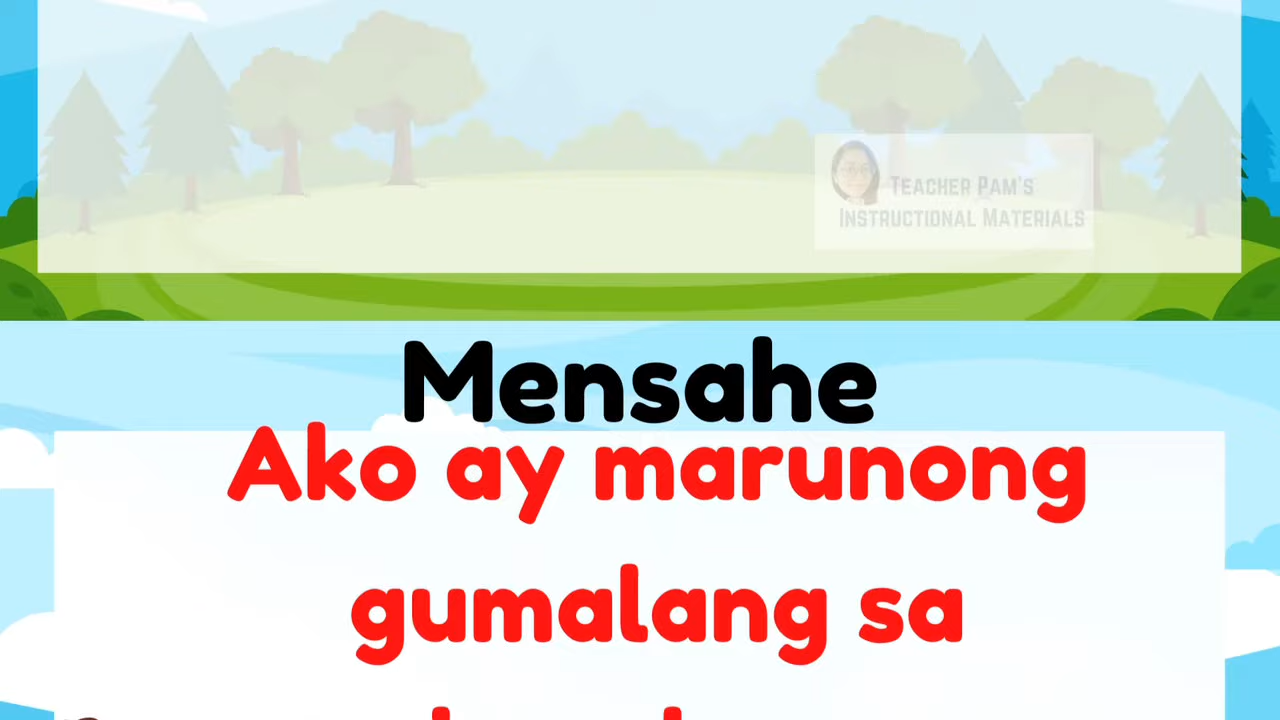 Teacher Pam's
Instructional Materials
Mensahe
Ako ay marunong
gumalang sa